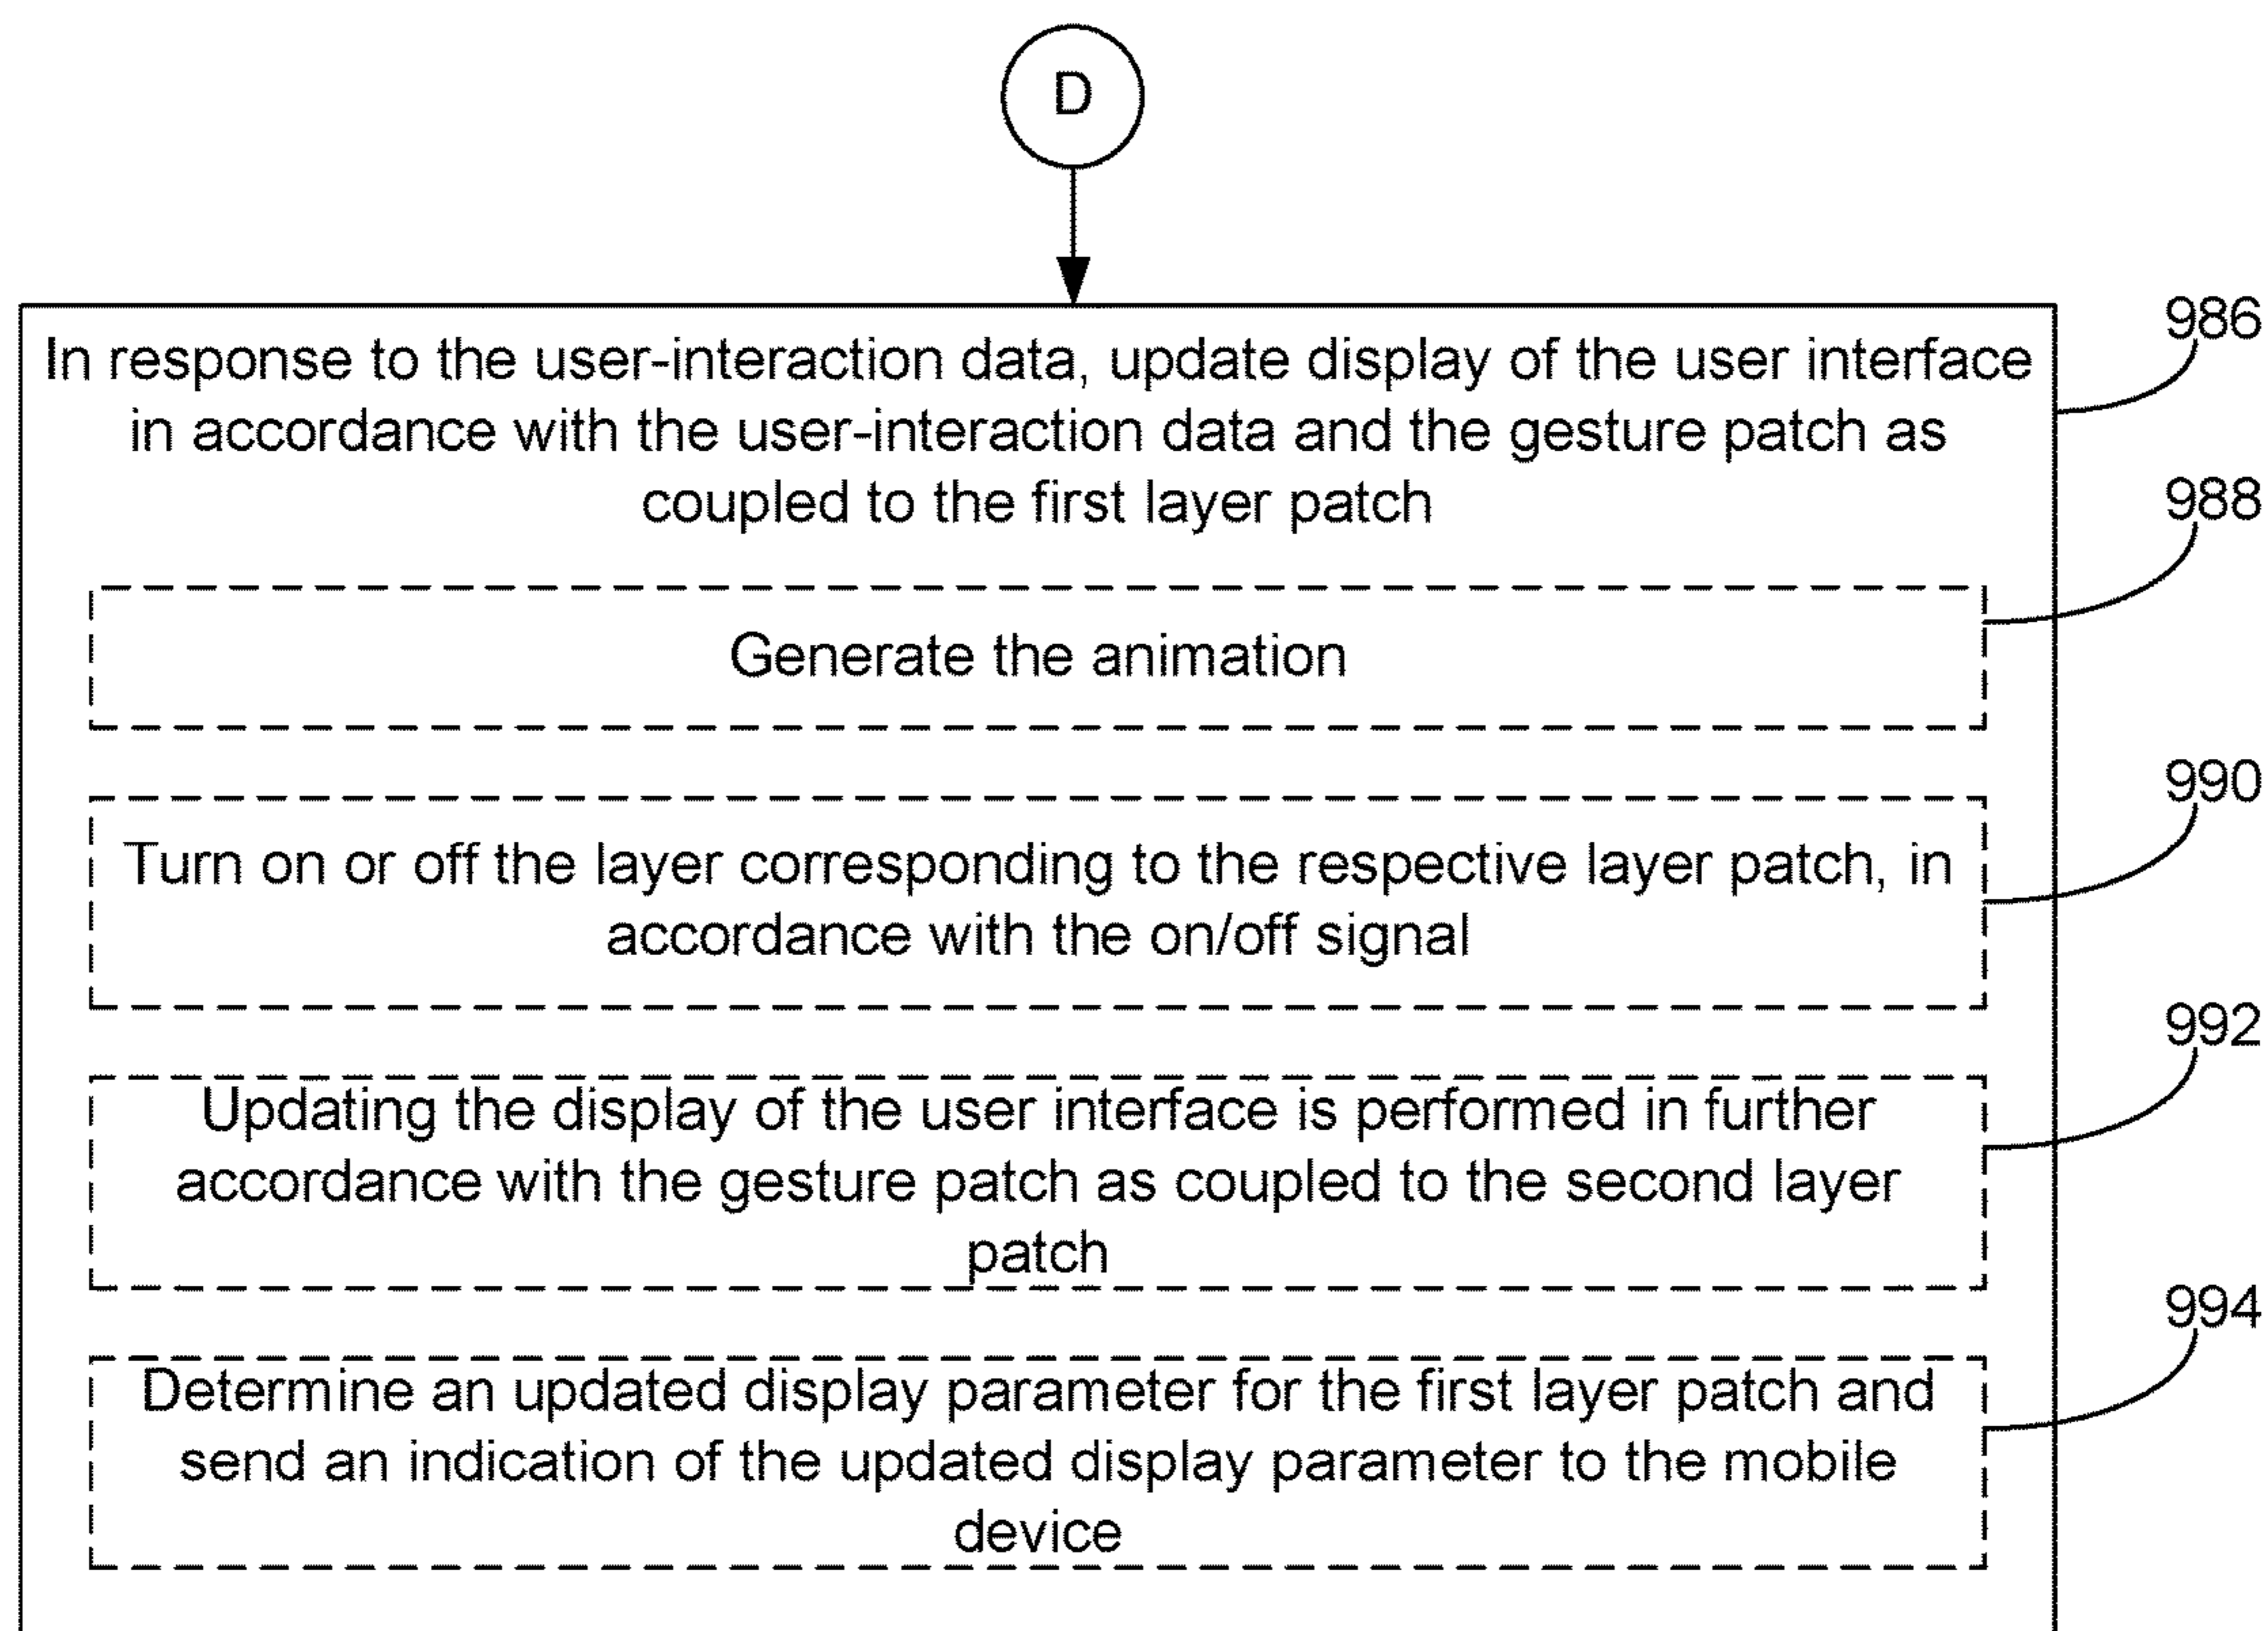 D
986
In response to the user-interaction data, update display of the user interface
in accordance with the user-interaction data and the gesture patch as
coupled to the first layer patch
988
Generate the animation
990
Turn on or off the layer corresponding to the respective layer patch, in
accordance with the on/off signal
992
Updating the display of the user interface is performed in further
accordance with the gesture patch as coupled to the second layer
patch
994
Determine an updated display parameter for the first layer patch and
send an indication of the updated display parameter to the mobile
device